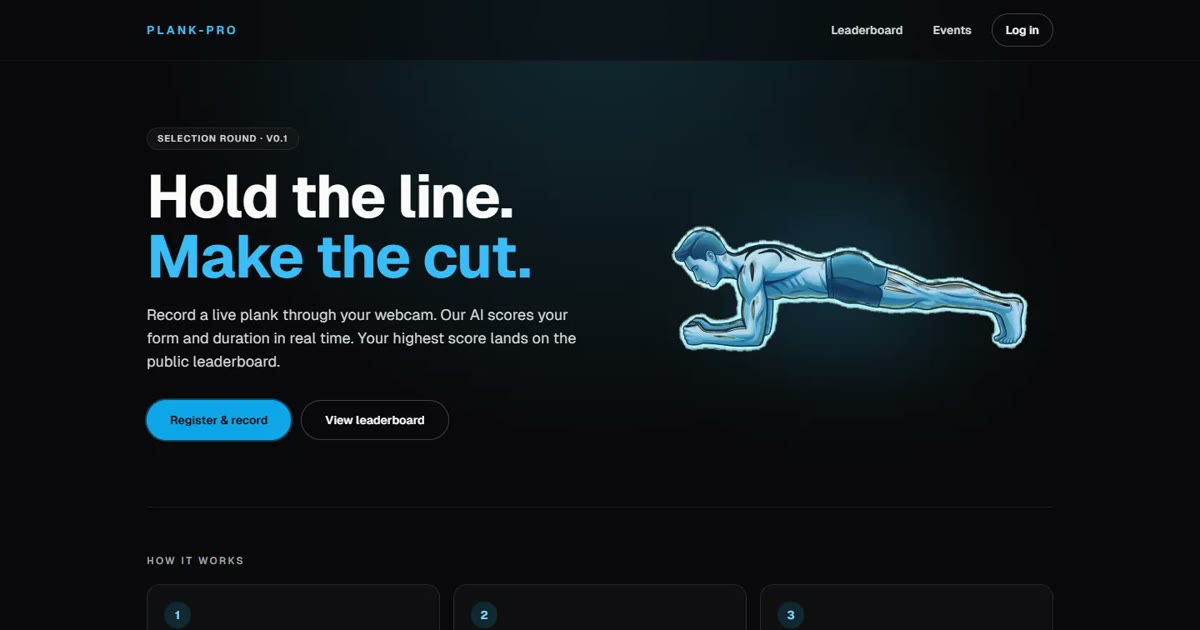 PLANK-PRO
Leaderboard
Events
Log in
SELECTION ROUND · V0.1
Hold the line.
Make the cut.
Record a live plank through your webcam. Our AI scores your
form and duration in real time. Your highest score lands on the
public leaderboard.
Register & record
View leaderboard
HOW IT WORKS
1
2
3